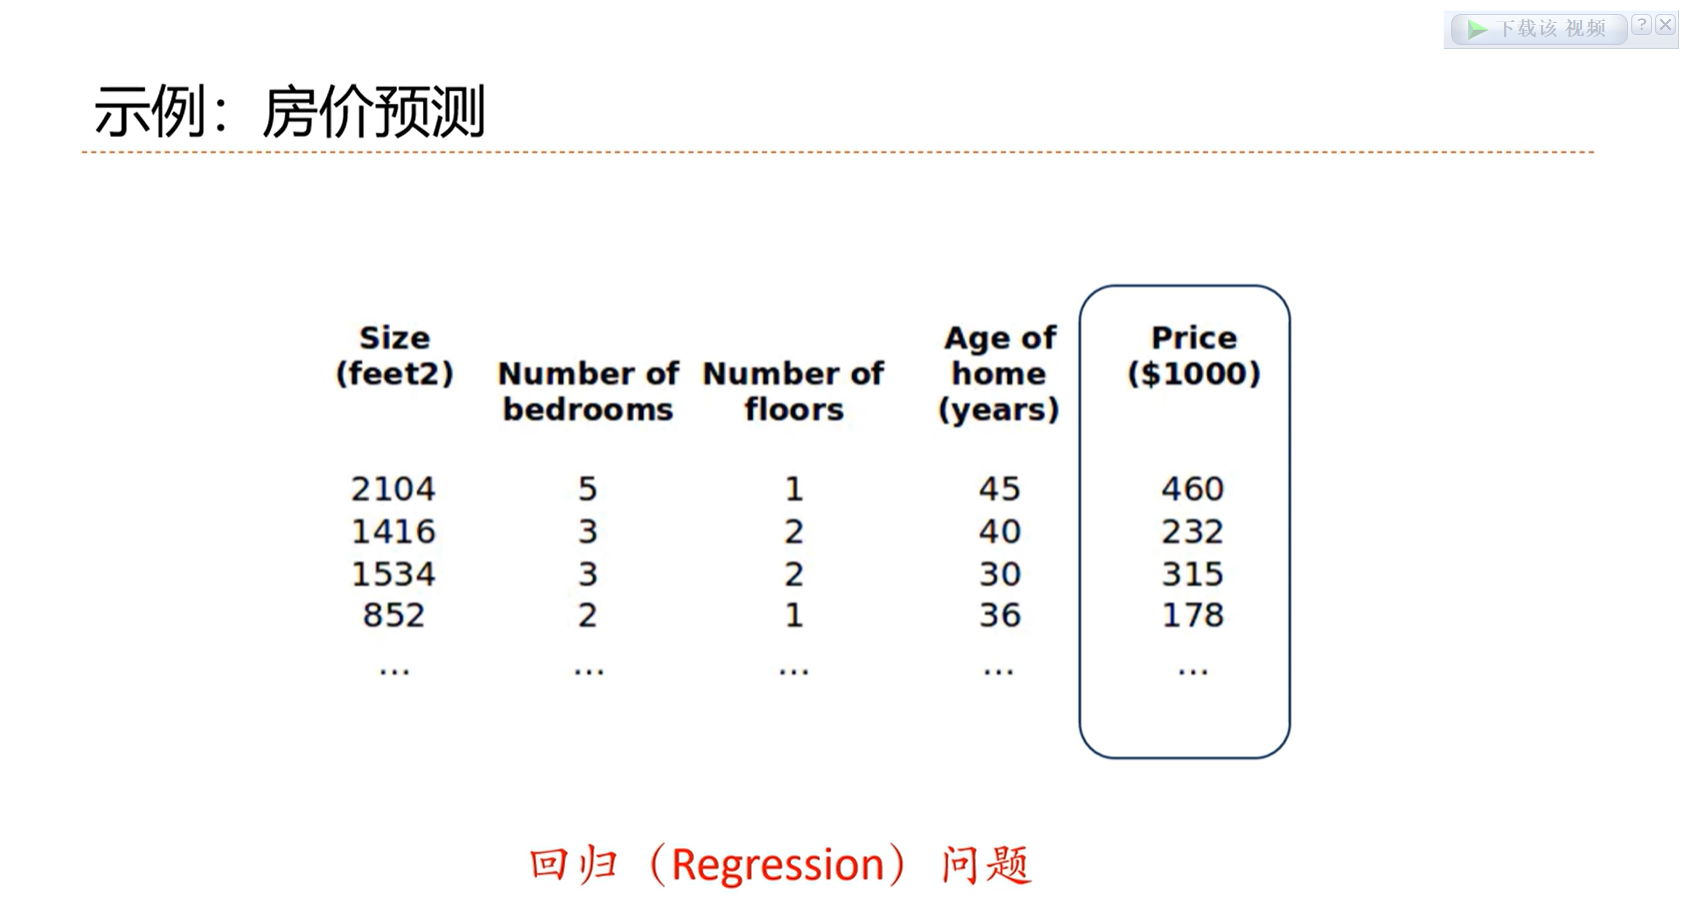 下载该 视频 ?
示例：房价预测
Size (feet2) Number of bedrooms Number of floors Age of home (years) Price ($1000)
2104 5 1 45 460
1416 3 2 40 232
1534 3 2 30 315
852 2 1 36 178
... ... ... ... ...
回归（Regression）问题